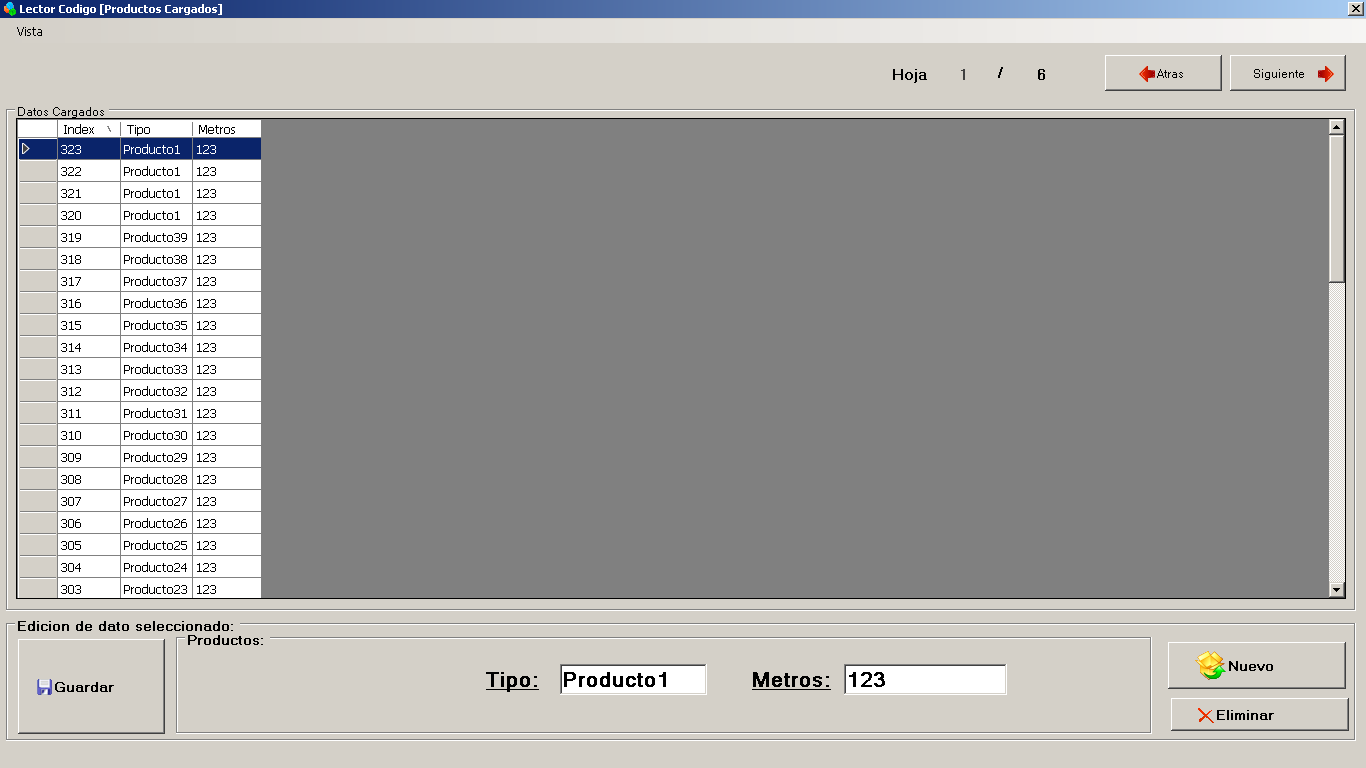 Lector Codigo [Productos Cargados]
Vista
Hoja 1 / 6 Atras Siguiente
Datos Cargados
Index Tipo Metros
323 Producto1 123
322 Producto1 123
321 Producto1 123
320 Producto1 123
319 Producto39 123
318 Producto38 123
317 Producto37 123
316 Producto36 123
315 Producto35 123
314 Producto34 123
313 Producto33 123
312 Producto32 123
311 Producto31 123
310 Producto30 123
309 Producto29 123
308 Producto28 123
307 Producto27 123
306 Producto26 123
305 Producto25 123
304 Producto24 123
303 Producto23 123
Edicion de dato seleccionado:
Productos:
Guardar
Tipo: Producto1 Metros: 123
Nuevo
Eliminar